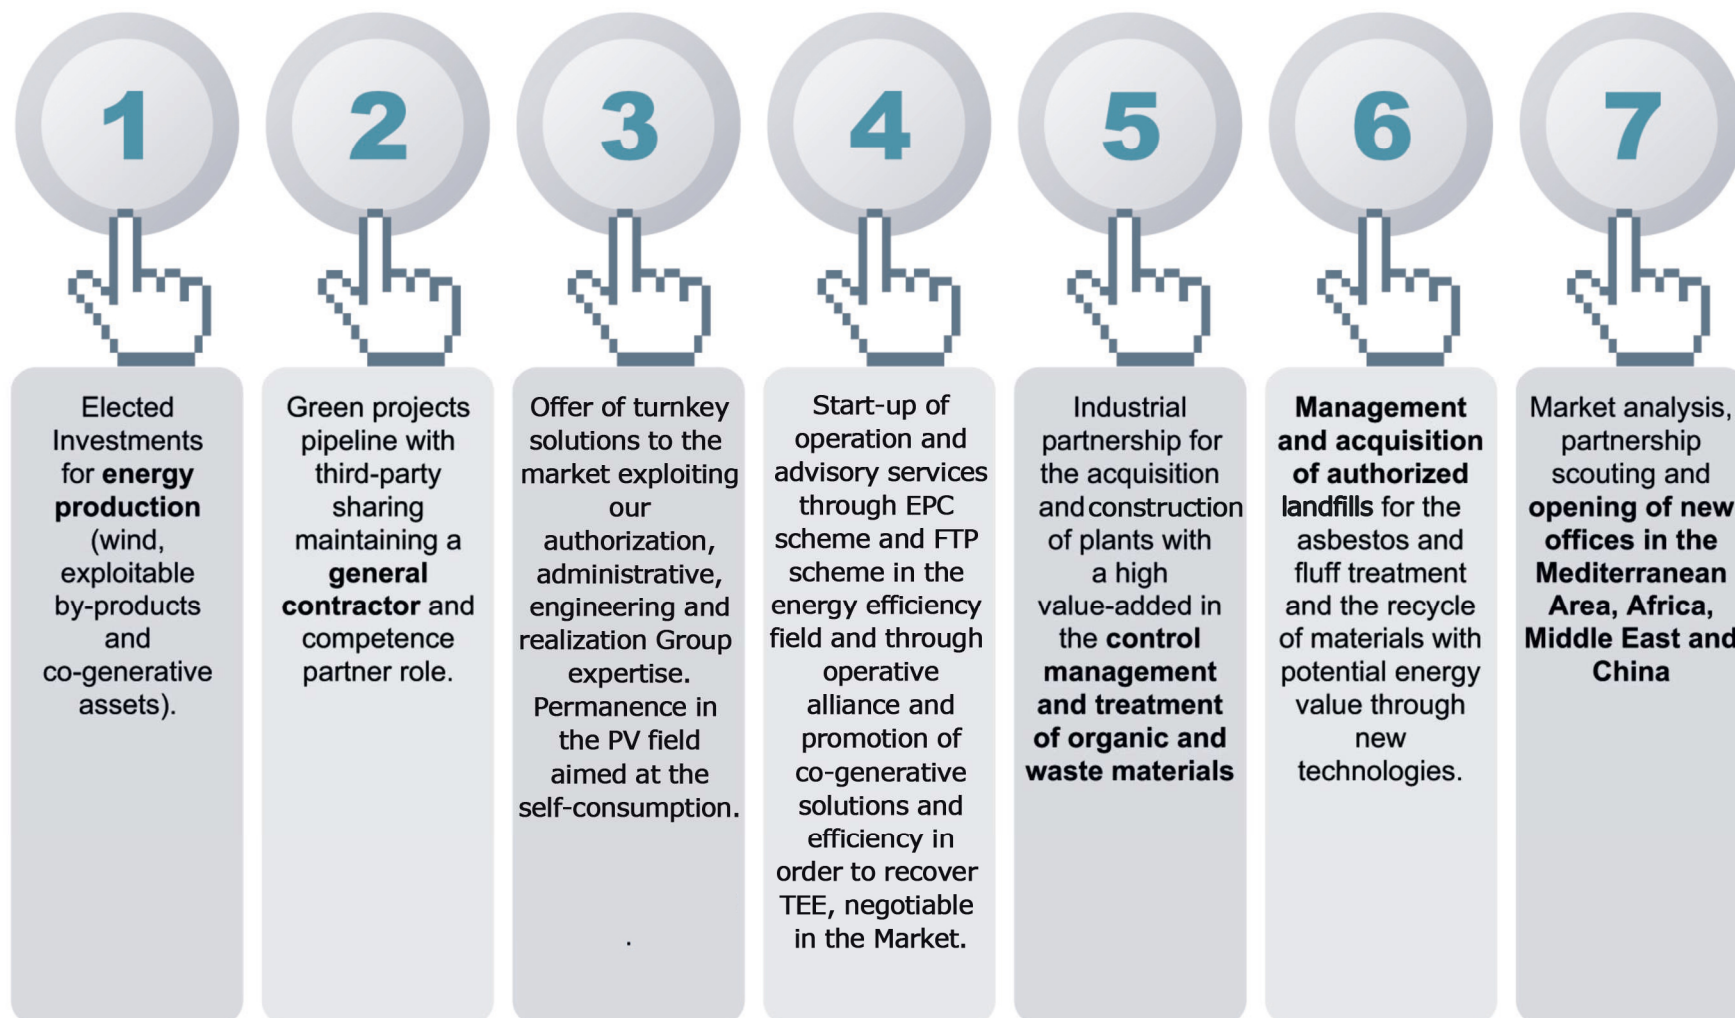 1
Elected
Investments
for energy
production
(wind,
exploitable
by-products
and
co-generative
assets).
2
Green projects
pipeline with
third-party
sharing
maintaining a
general
contractor and
competence
partner role.
3
Offer of turnkey
solutions to the
market exploiting
our
authorization,
administrative,
engineering and
realization Group
expertise.
Permanence in
the PV field
aimed at the
self-consumption.
.
4
Start-up of
operation and
advisory services
through EPC
scheme and FTP
scheme in the
energy efficiency
field and through
operative
alliance and
promotion of
co-generative
solutions and
efficiency in
order to recover
TEE, negotiable
in the Market.
5
Industrial
partnership for
the acquisition
and construction
of plants with
a high
value-added in
the control
management
and treatment
of organic and
waste materials
6
Management
and acquisition
of authorized
landfills for the
asbestos and
fluff treatment
and the recycle
of materials with
potential energy
value through
new
technologies.
7
Market analysis,
partnership
scouting and
opening of new
offices in the
Mediterranean
Area, Africa,
Middle East and
China